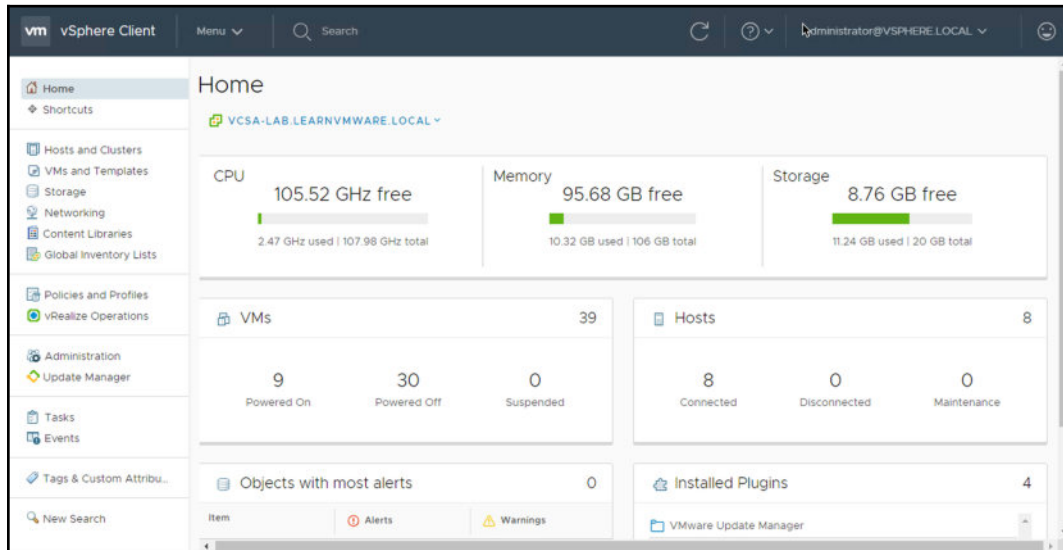 vm vSphere Client Menu Search administrator@VSPHERE.LOCAL
Home
Shortcuts
Hosts and Clusters
VMs and Templates
Storage
Networking
Content Libraries
Global Inventory Lists
Policies and Profiles
vRealize Operations
Administration
Update Manager
Tasks
Events
Tags & Custom Attribu...
New Search
Home
VCSA-LAB.LEARNVMWARE.LOCAL
CPU
105.52 GHz free
2.47 GHz used | 107.98 GHz total
Memory
95.68 GB free
10.32 GB used | 106 GB total
Storage
8.76 GB free
11.24 GB used | 20 GB total
VMs 39
9 30 0
Powered On Powered Off Suspended
Hosts 8
8 0 0
Connected Disconnected Maintenance
Objects with most alerts 0
Item Alerts Warnings
Installed Plugins 4
VMware Update Manager